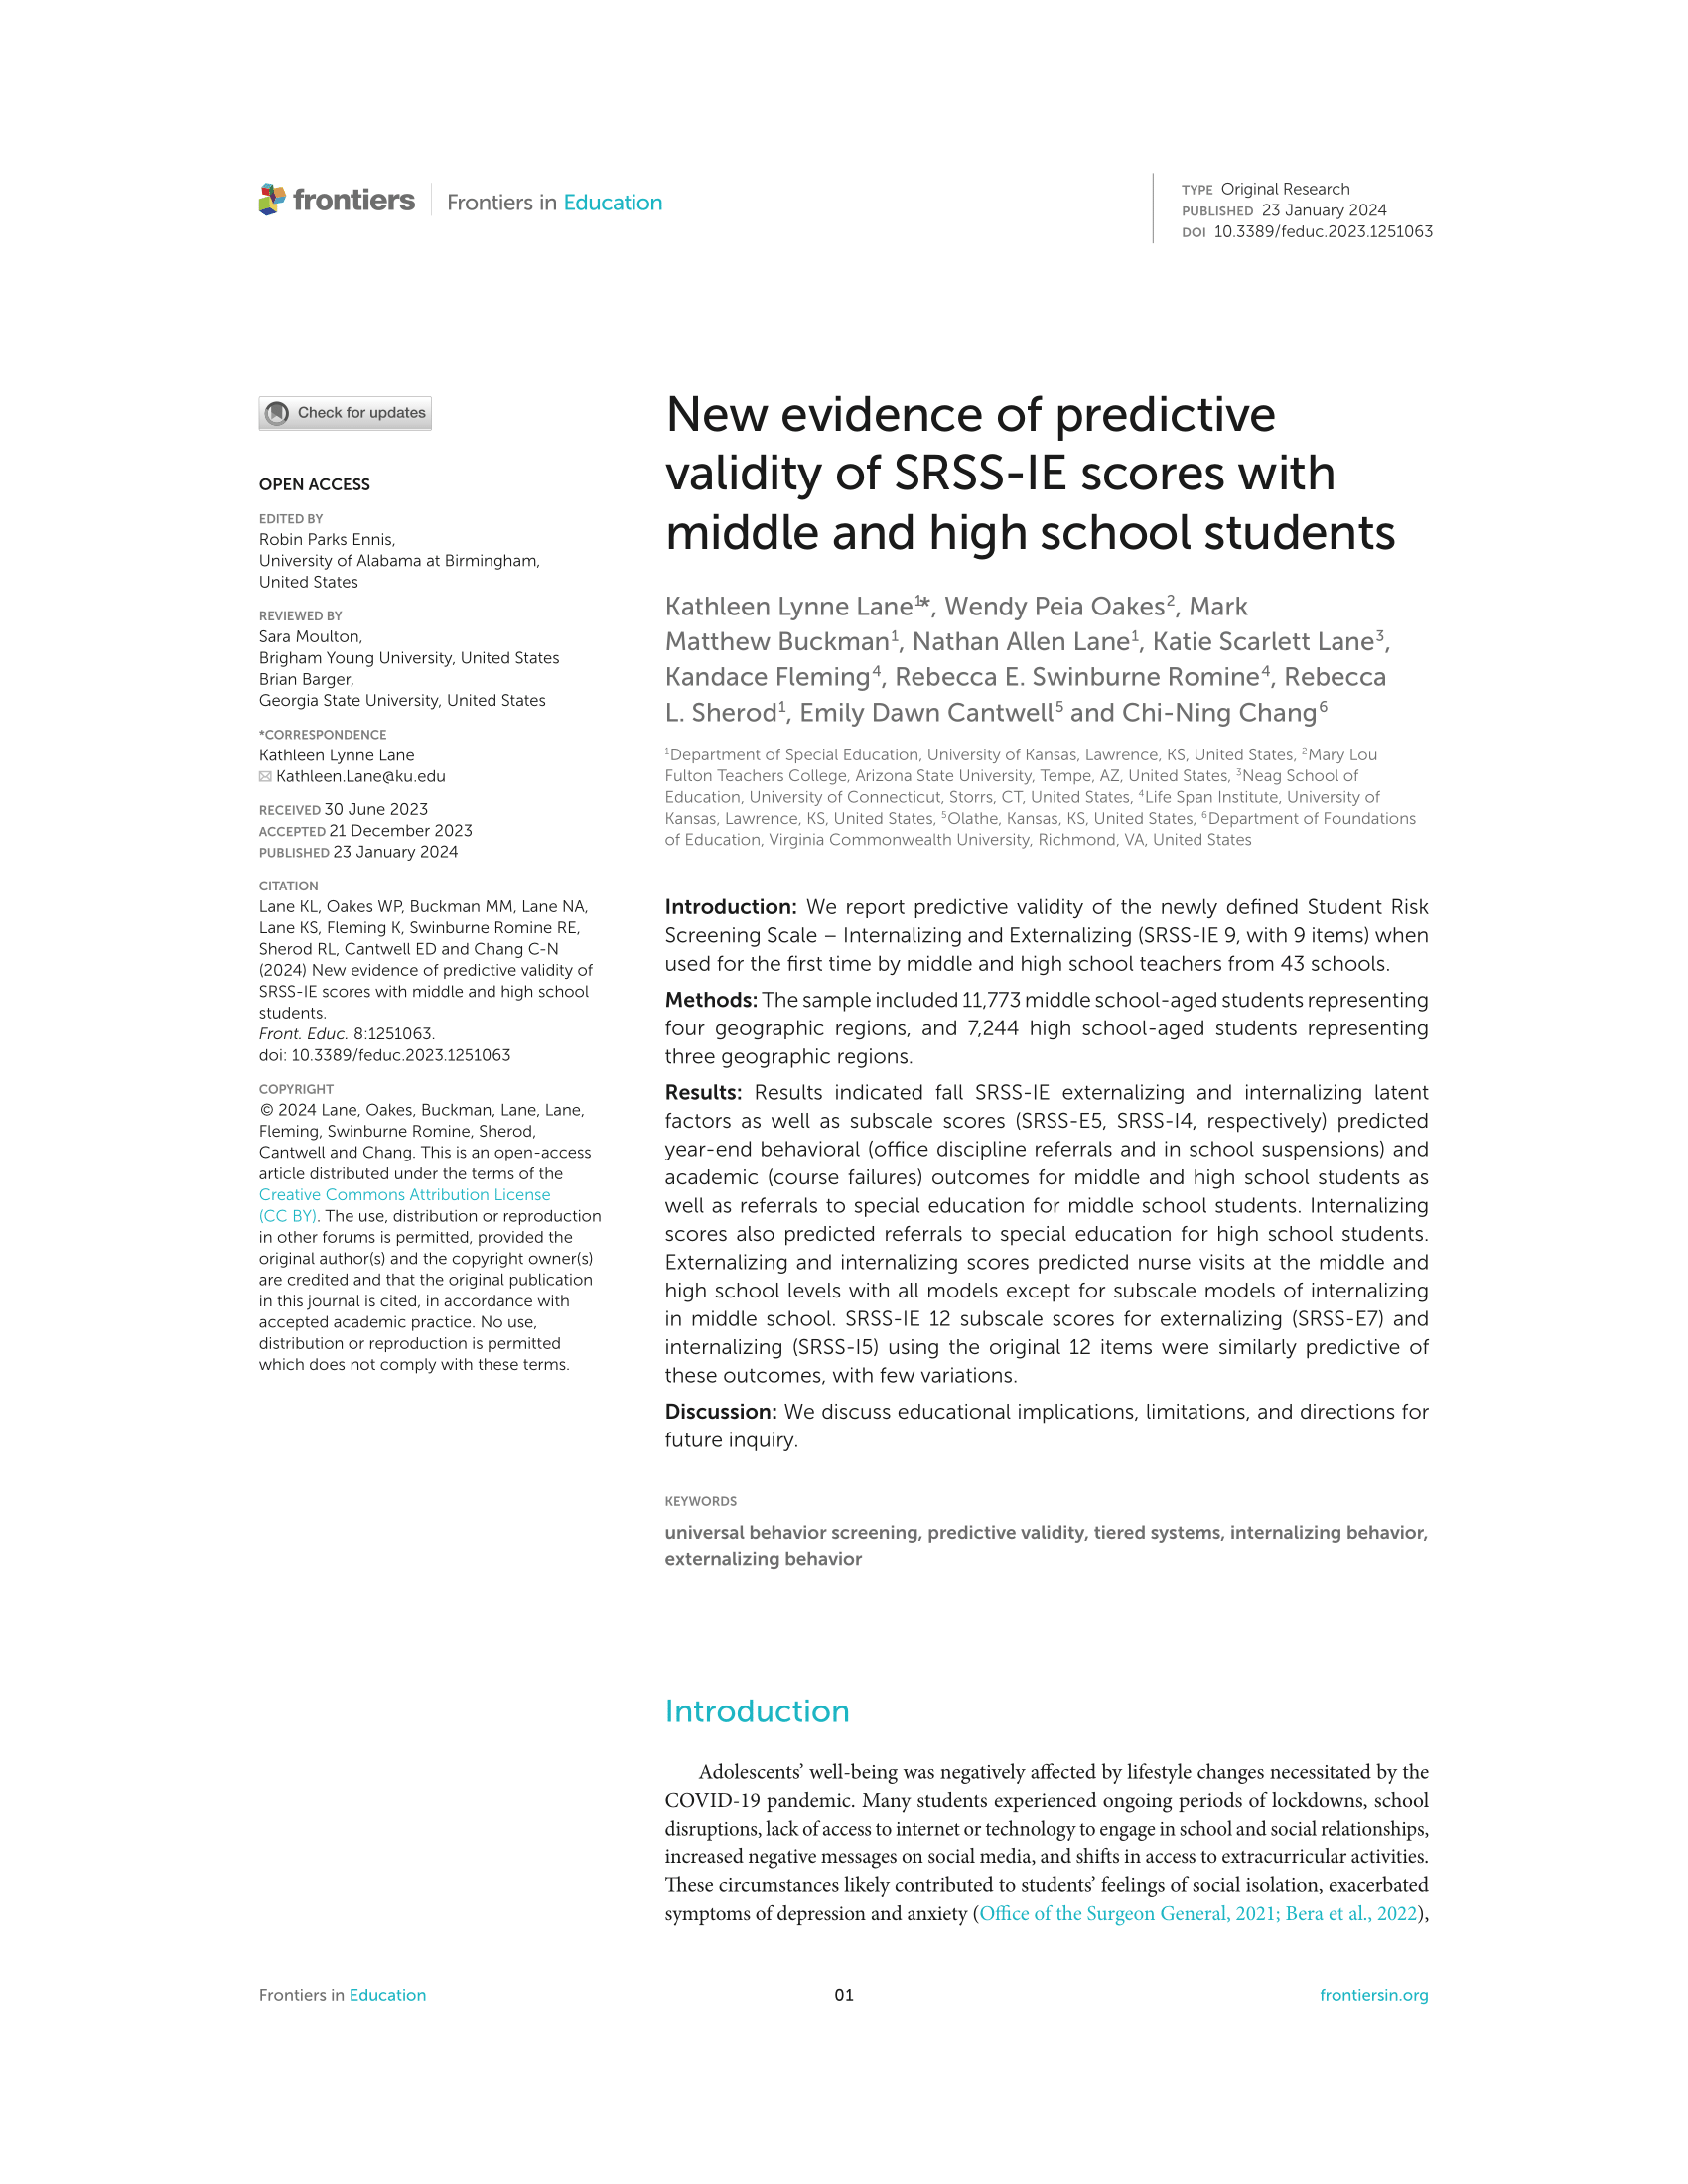 frontiers
Frontiers in Education
TYPE Original Research
PUBLISHED 23 January 2024
DOI 10.3389/feduc.2023.1251063
Check for updates
OPEN ACCESS
EDITED BY
Robin Parks Ennis,
University of Alabama at Birmingham,
United States
REVIEWED BY
Sara Moulton,
Brigham Young University, United States
Brian Barger,
Georgia State University, United States
*CORRESPONDENCE
Kathleen Lynne Lane
Kathleen.Lane@ku.edu
RECEIVED 30 June 2023
ACCEPTED 21 December 2023
PUBLISHED 23 January 2024
CITATION
Lane KL, Oakes WP, Buckman MM, Lane NA,
Lane KS, Fleming K, Swinburne Romine RE,
Sherod RL, Cantwell ED and Chang C-N
(2024) New evidence of predictive validity of
SRSS-IE scores with middle and high school
students.
Front. Educ. 8:1251063.
doi: 10.3389/feduc.2023.1251063
COPYRIGHT
© 2024 Lane, Oakes, Buckman, Lane, Lane,
Fleming, Swinburne Romine, Sherod,
Cantwell and Chang. This is an open-access
article distributed under the terms of the
Creative Commons Attribution License
(CC BY). The use, distribution or reproduction
in other forums is permitted, provided the
original author(s) and the copyright owner(s)
are credited and that the original publication
in this journal is cited, in accordance with
accepted academic practice. No use,
distribution or reproduction is permitted
which does not comply with these terms.
New evidence of predictive
validity of SRSS-IE scores with
middle and high school students
Kathleen Lynne Lane1*, Wendy Peia Oakes2, Mark
Matthew Buckman1, Nathan Allen Lane1, Katie Scarlett Lane3,
Kandace Fleming4, Rebecca E. Swinburne Romine4, Rebecca
L. Sherod1, Emily Dawn Cantwell5 and Chi-Ning Chang6
1Department of Special Education, University of Kansas, Lawrence, KS, United States, 2Mary Lou
Fulton Teachers College, Arizona State University, Tempe, AZ, United States, 3Neag School of
Education, University of Connecticut, Storrs, CT, United States, 4Life Span Institute, University of
Kansas, Lawrence, KS, United States, 5Olathe, Kansas, KS, United States, 6Department of Foundations
of Education, Virginia Commonwealth University, Richmond, VA, United States
Introduction: We report predictive validity of the newly defined Student Risk
Screening Scale – Internalizing and Externalizing (SRSS-IE 9, with 9 items) when
used for the first time by middle and high school teachers from 43 schools.
Methods: The sample included 11,773 middle school-aged students representing
four geographic regions, and 7,244 high school-aged students representing
three geographic regions.
Results: Results indicated fall SRSS-IE externalizing and internalizing latent
factors as well as subscale scores (SRSS-E5, SRSS-I4, respectively) predicted
year-end behavioral (office discipline referrals and in school suspensions) and
academic (course failures) outcomes for middle and high school students as
well as referrals to special education for middle school students. Internalizing
scores also predicted referrals to special education for high school students.
Externalizing and internalizing scores predicted nurse visits at the middle and
high school levels with all models except for subscale models of internalizing
in middle school. SRSS-IE 12 subscale scores for externalizing (SRSS-E7) and
internalizing (SRSS-I5) using the original 12 items were similarly predictive of
these outcomes, with few variations.
Discussion: We discuss educational implications, limitations, and directions for
future inquiry.
KEYWORDS
universal behavior screening, predictive validity, tiered systems, internalizing behavior,
externalizing behavior
Introduction
Adolescents’ well-being was negatively affected by lifestyle changes necessitated by the
COVID-19 pandemic. Many students experienced ongoing periods of lockdowns, school
disruptions, lack of access to internet or technology to engage in school and social relationships,
increased negative messages on social media, and shifts in access to extracurricular activities.
These circumstances likely contributed to students’ feelings of social isolation, exacerbated
symptoms of depression and anxiety (Office of the Surgeon General, 2021; Bera et al., 2022),
Frontiers in Education
01
frontiersin.org